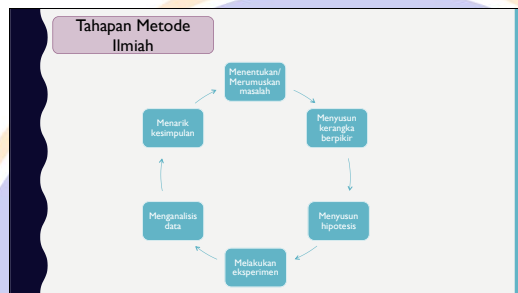 Tahapan Metode
Ilmiah
Menentukan/
Merumuskan
masalah
Menyusun
kerangka
berpikir
Menyusun
hipotesis
Melakukan
eksperimen
Menganalisis
data
Menarik
kesimpulan